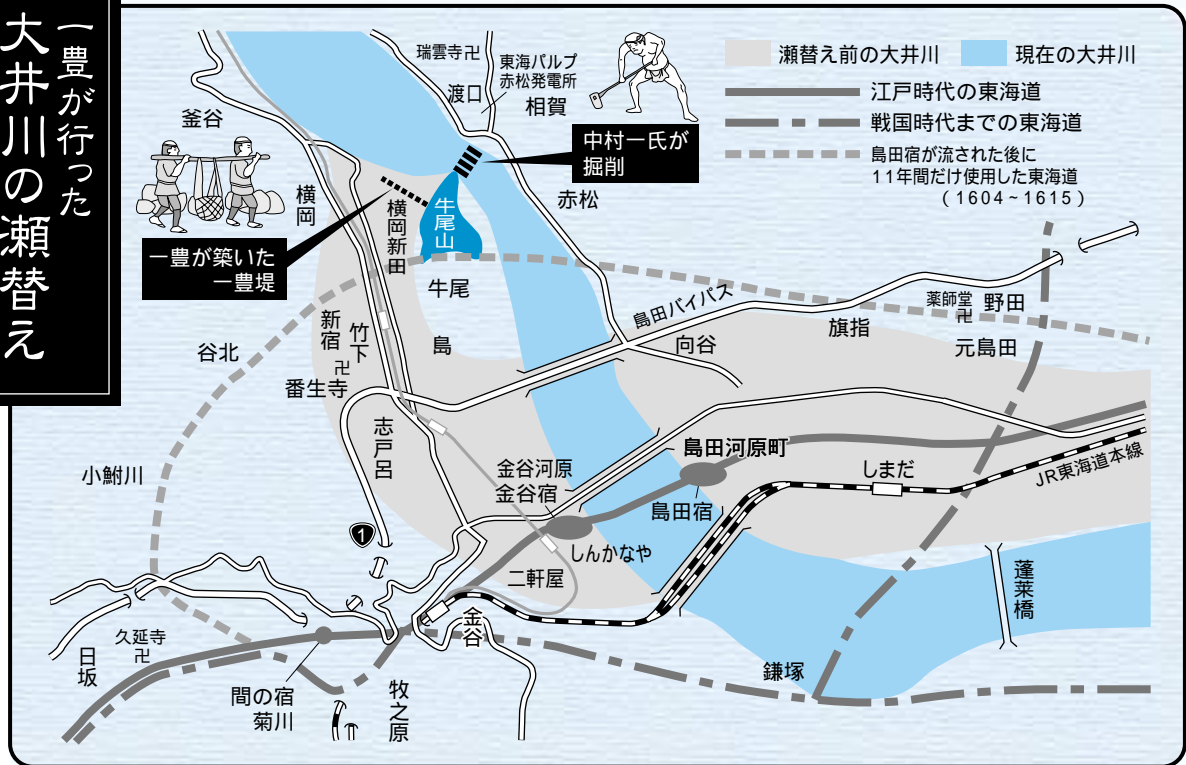 一豊が行った
大井川の瀬替え
瀬替え前の大井川
現在の大井川
江戸時代の東海道
戦国時代までの東海道
島田宿が流された後に
11年間だけ使用した東海道
(1604~1615)
瑞雲寺卍
東海パルプ
赤松発電所
渡口
相賀
釜谷
中村一氏が
掘削
横岡
横岡新田
牛尾山
赤松
一豊が築いた
一豊堤
牛尾
島田バイパス
薬師堂
卍
野田
旗指
元島田
新宿
竹下
島
向谷
谷北
卍
番生寺
志戸呂
小鮒川
金谷河原
金谷宿
島田河原町
しまだ
JR東海道本線
島田宿
1
しんかなや
二軒屋
蓬莱橋
金谷
久延寺
卍
日坂
鎌塚
間の宿
菊川
牧之原